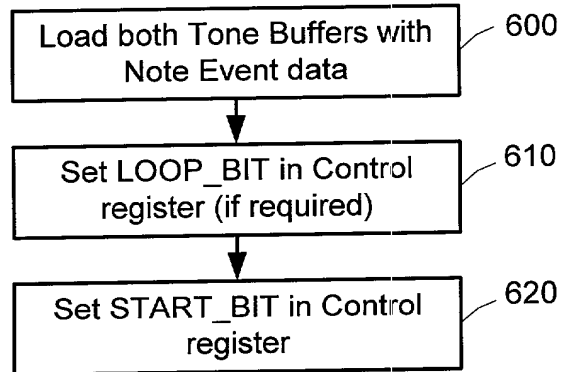 Load both Tone Buffers with
Note Event data
600
Set LOOP_BIT in Control
register (if required)
610
Set START_BIT in Control
register
620